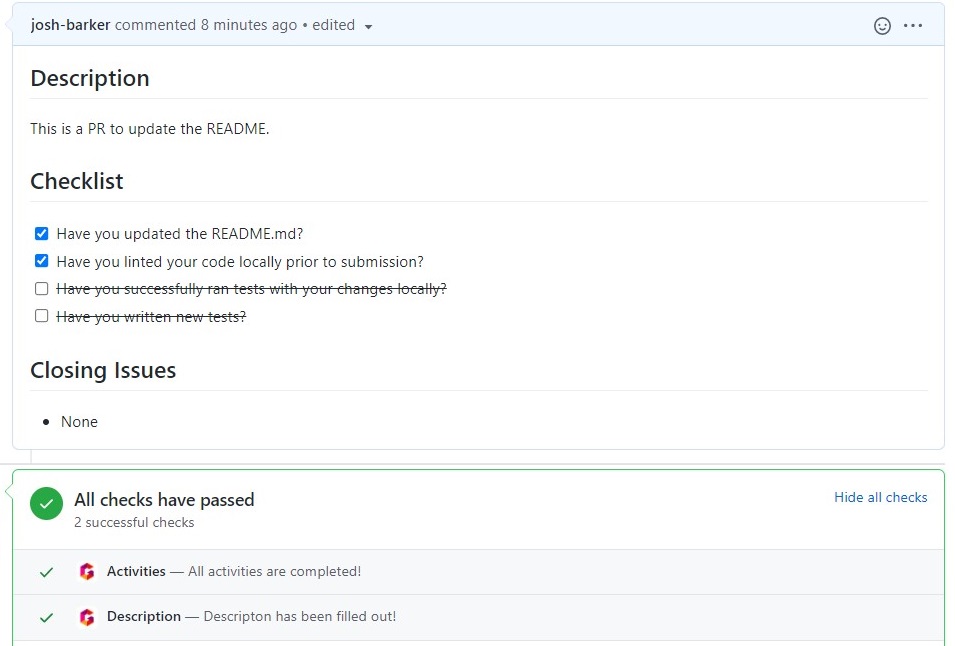 josh-barker commented 8 minutes ago • edited
Description
This is a PR to update the README.
Checklist
Have you updated the README.md?
Have you linted your code locally prior to submission?
Have you successfully ran tests with your changes locally?
Have you written new tests?
Closing Issues
• None
All checks have passed
Hide all checks
2 successful checks
Activities — All activities are completed!
Description — Descripton has been filled out!